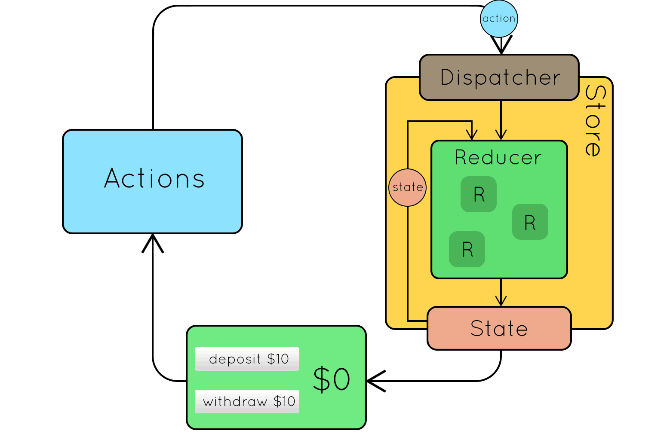 action
Dispatcher
Store
Reducer
Actions
state
R
R
R
State
deposit $10
$0
withdraw $10